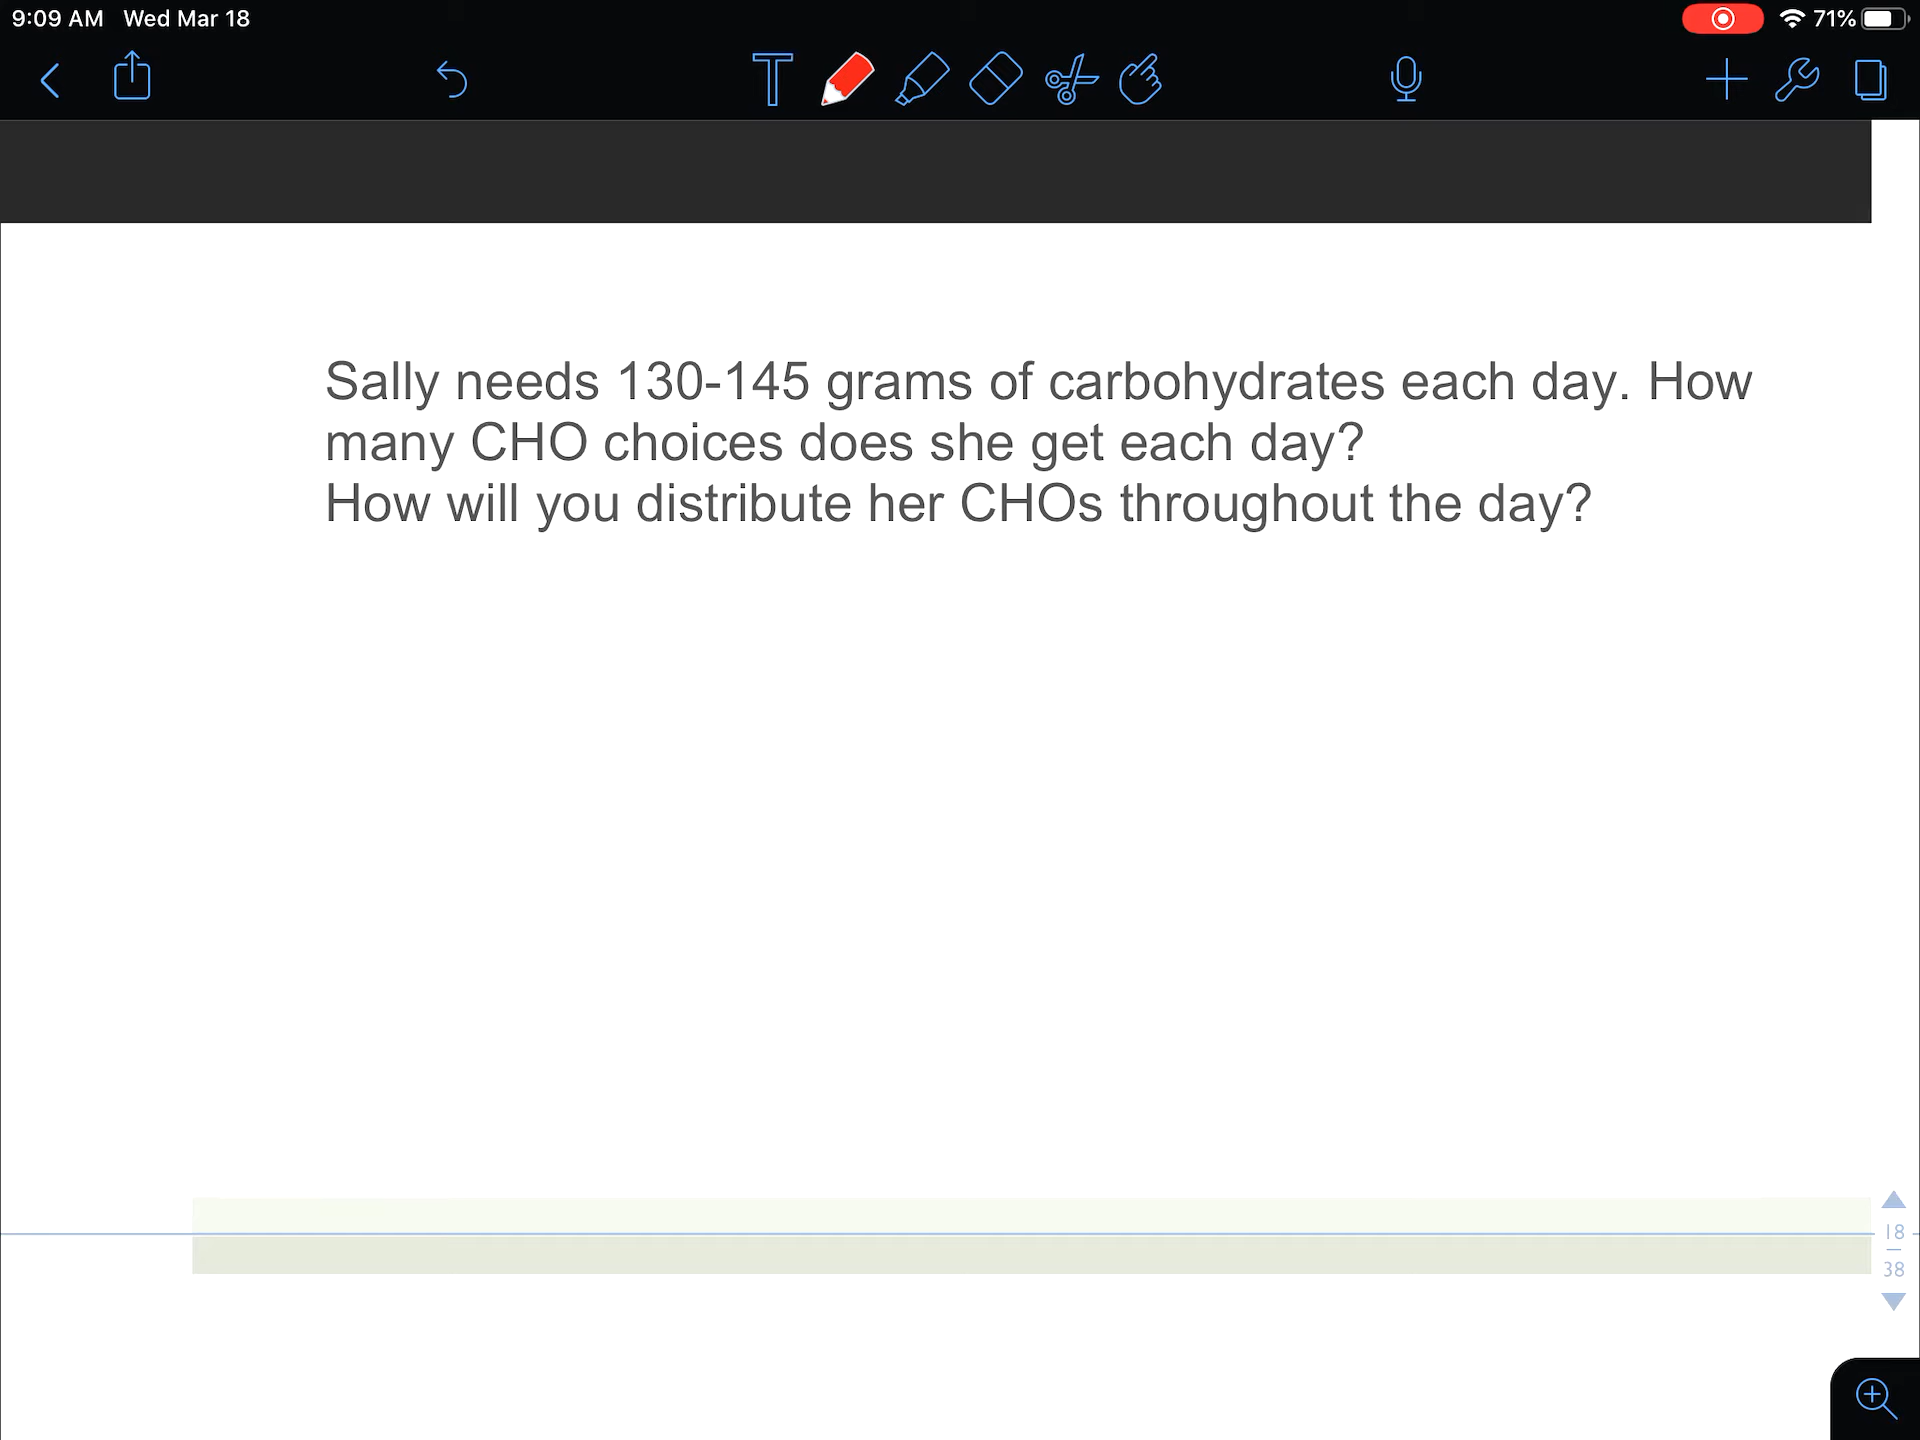 9:09 AM Wed Mar 18
71%
Sally needs 130-145 grams of carbohydrates each day. How
many CHO choices does she get each day?
How will you distribute her CHOs throughout the day?
18
38